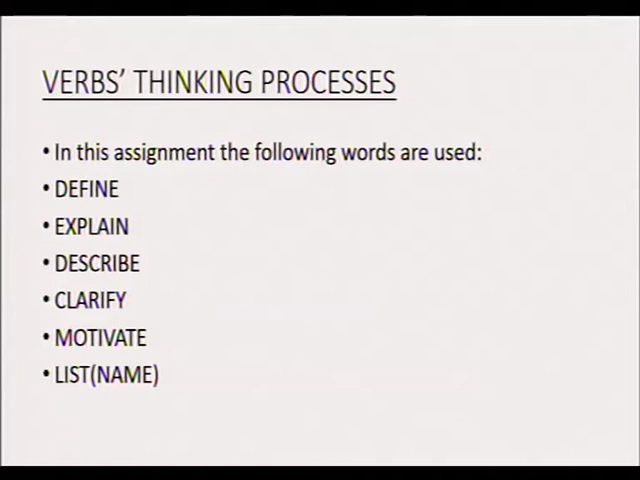 VERBS’ THINKING PROCESSES
• In this assignment the following words are used:
• DEFINE
• EXPLAIN
• DESCRIBE
• CLARIFY
• MOTIVATE
• LIST(NAME)